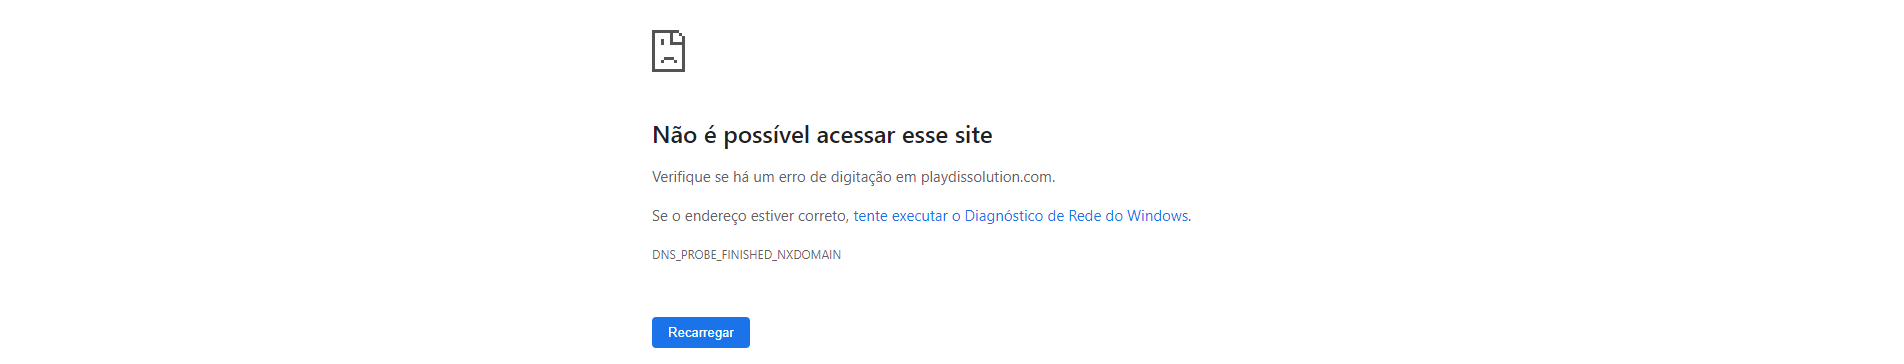 Não é possível acessar esse site
Verifique se há um erro de digitação em playdissolution.com.
Se o endereço estiver correto, tente executar o Diagnóstico de Rede do Windows.
DNS_PROBE_FINISHED_NXDOMAIN
Recarregar